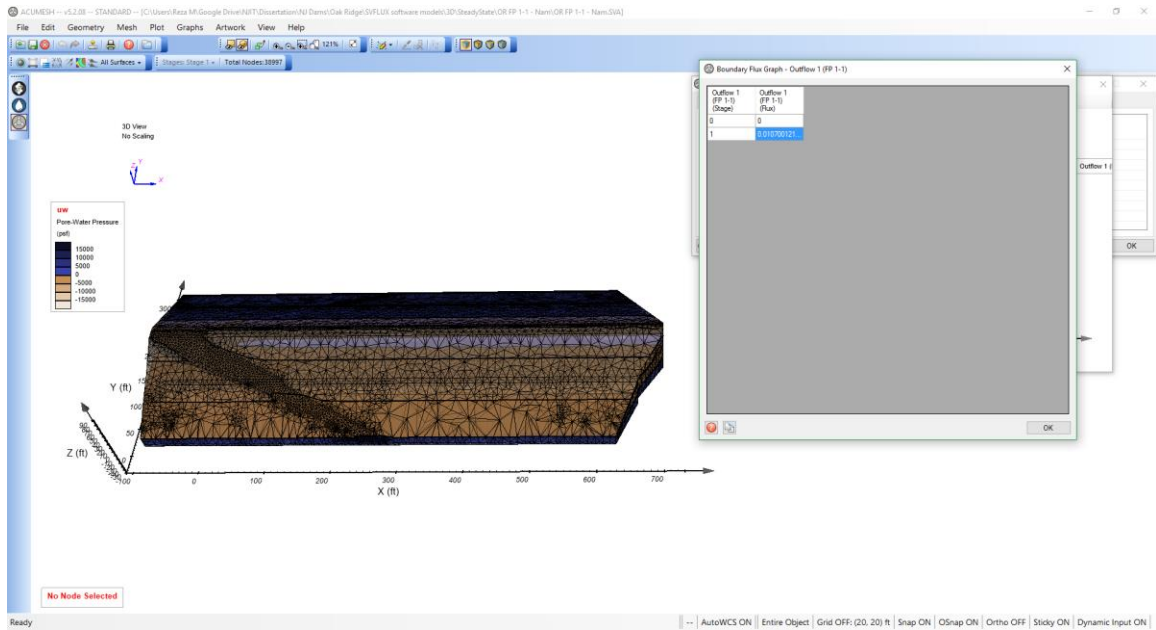 ACUMESH -- v5.2.08 -- STANDARD -- [C:\Users\Reza M\Google Drive\NJIT\Dissertation\NJ Dams\Oak Ridge\SVFLUX software models\3D\SteadyState\OR FP 1-1 - Nam\OR FP 1-1 - Nam.SVA]
File Edit Geometry Mesh Plot Graphs Artwork View Help
121%
All Surfaces Stages: Stage 1 Total Nodes:38997
Boundary Flux Graph - Outflow 1 (FP 1-1)
Outflow 1 Outflow 1
(FP 1-1) (FP 1-1)
(Stage) (Flux)
0 0
1 0.010700121...
Outflow 1 (
OK
OK
3D View
No Scaling
Z Y
X
uw
Pore-Water Pressure
(psf)
15000
10000
5000
0
-5000
-10000
-15000
300
Y (ft)
100
50
0
Z (ft)
-100 0 100 200 300 400 500 600 700
X (ft)
No Node Selected
Ready -- AutoWCS ON Entire Object Grid OFF: (20, 20) ft Snap ON OSnap ON Ortho OFF Sticky ON Dynamic Input ON